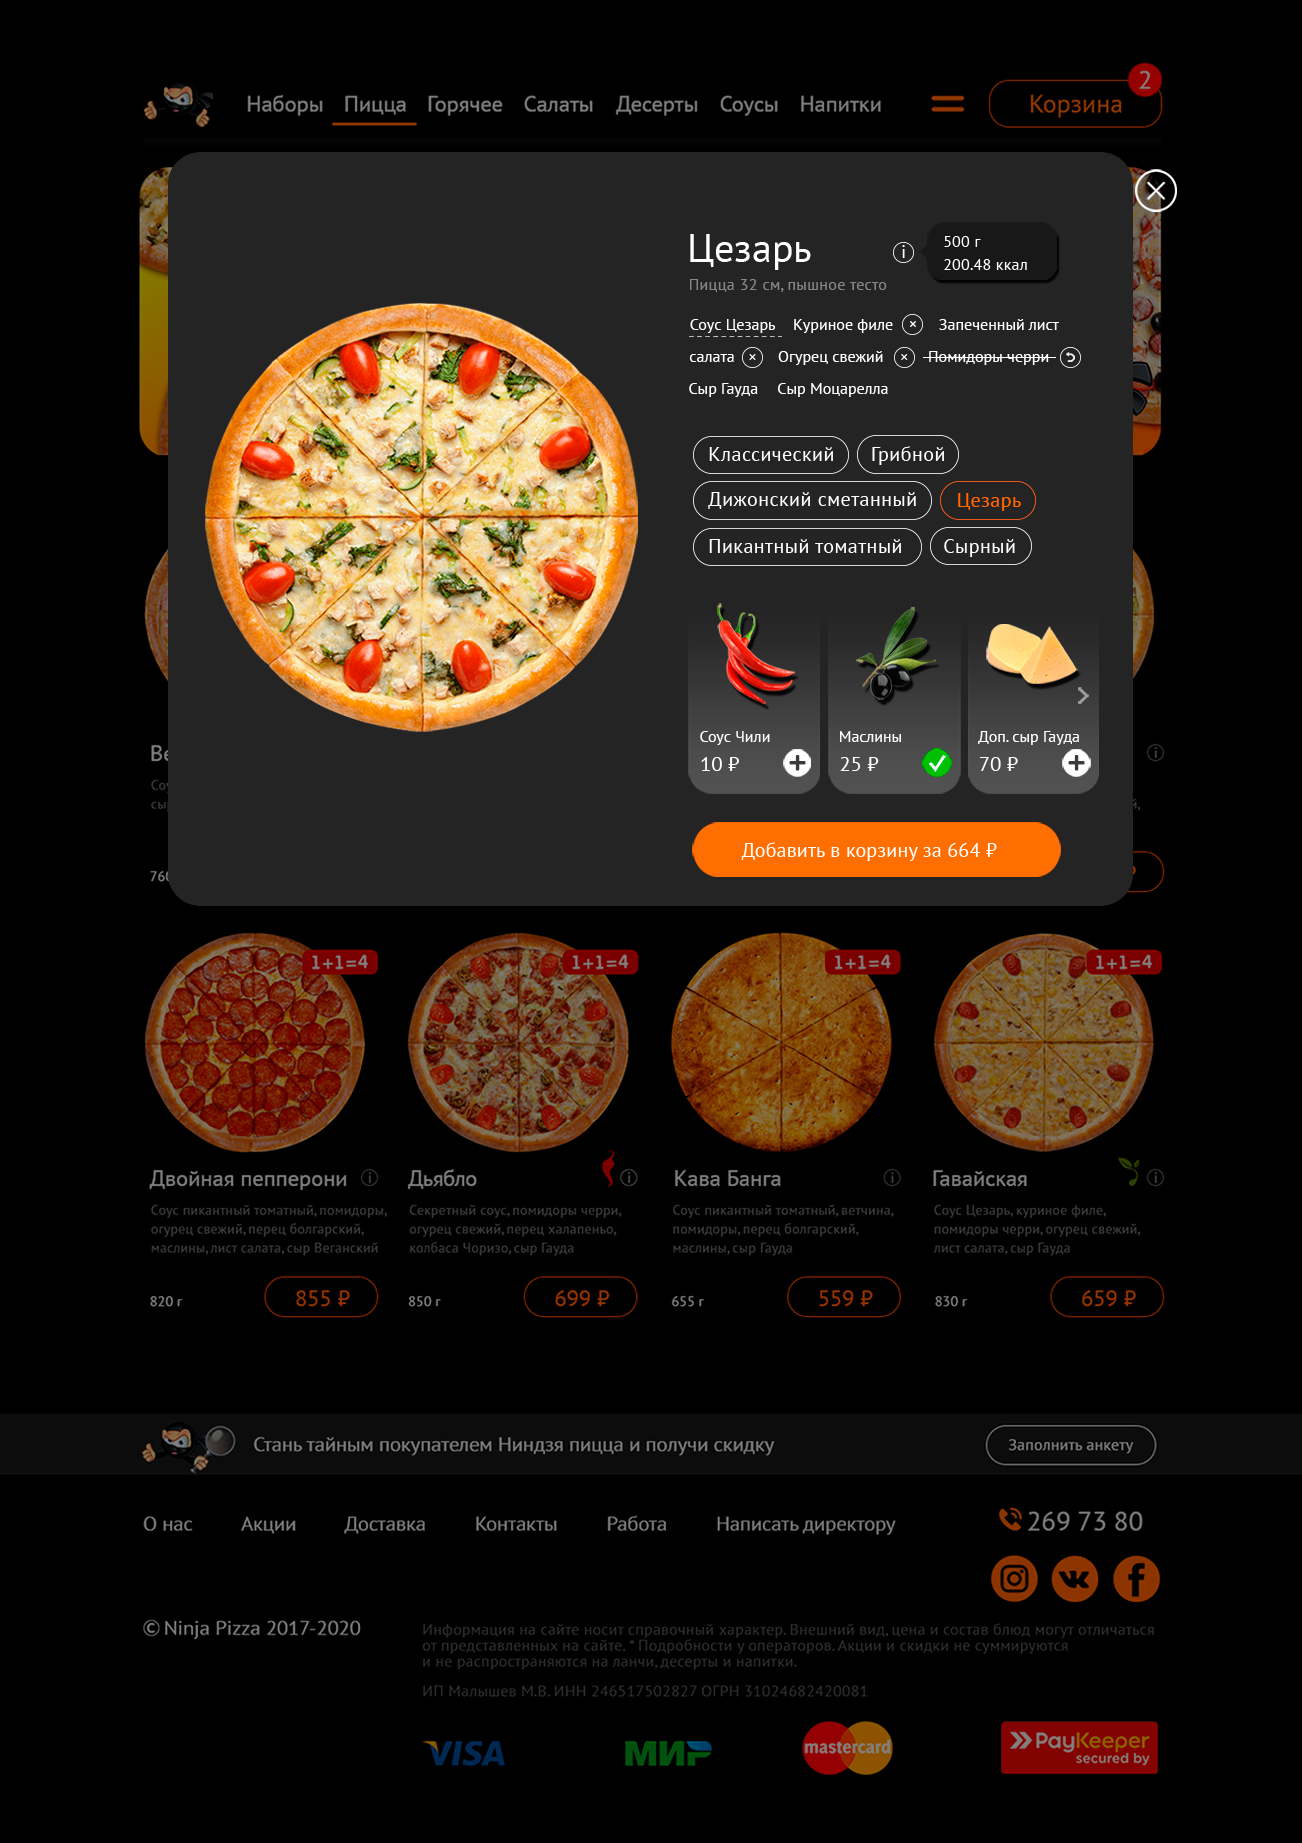 Наборы Пицца Горячее Салаты Десерты Соусы Напитки Корзина 2
Цезарь
500 г
200.48 ккал
Пицца 32 см, пышное тесто
Соус Цезарь Куриное филе Запеченный лист
салата Огурец свежий Помидоры черри
Сыр Гауда Сыр Моцарелла
Классический Грибной
Дижонский сметанный Цезарь
Пикантный томатный Сырный
Соус Чили Маслины Доп. сыр Гауда
10 ₽ 25 ₽ 70 ₽
Добавить в корзину за 664 ₽
1+1=4 1+1=4 1+1=4 1+1=4
Двойная пепперони
Соус пикантный томатный, помидоры,
огурец свежий, перец болгарский,
маслины, лист салата, сыр Веганский
820 г 855 ₽
Дьябло
Секретный соус, помидоры черри,
огурец свежий, перец халапеньо,
колбаса Чоризо, сыр Гауда
850 г 699 ₽
Кава Банга
Соус пикантный томатный, ветчина,
помидоры, перец болгарский,
маслины, сыр Гауда
655 г 559 ₽
Гавайская
Соус Цезарь, куриное филе,
помидоры черри, огурец свежий,
лист салата, сыр Гауда
830 г 659 ₽
Стань тайным покупателем Ниндзя пицца и получи скидку Заполнить анкету
О нас Акции Доставка Контакты Работа Написать директору 269 73 80
© Ninja Pizza 2017-2020
Информация на сайте носит справочный характер. Внешний вид, цена и состав блюд могут отличаться
от представленных на сайте. * Подробности у операторов. Акции и скидки не суммируются
и не распространяются на ланчи, десерты и напитки.
ИП Малышев М.В. ИНН 246517502827 ОГРН 31024682420081
VISA МИР mastercard PayKeeper
secured by